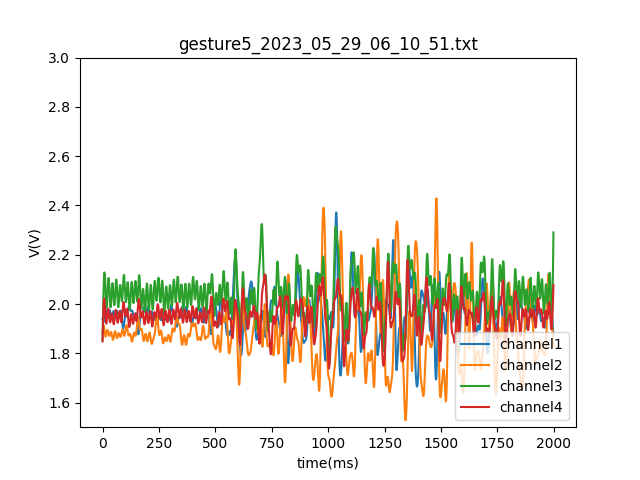 gesture5_2023_05_29_06_10_51.txt
V(V)
3.0
2.8
2.6
2.4
2.2
2.0
1.8
1.6
0 250 500 750 1000 1250 1500 1750 2000
time(ms)
channel1
channel2
channel3
channel4